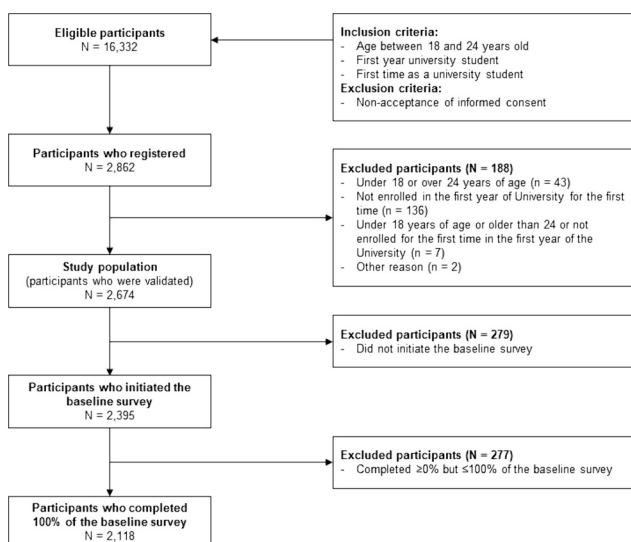 Eligible participants
N = 16,332
Inclusion criteria:
- Age between 18 and 24 years old
- First year university student
- First time as a university student
Exclusion criteria:
- Non-acceptance of informed consent
Participants who registered
N = 2,862
Excluded participants (N = 188)
- Under 18 or over 24 years of age (n = 43)
- Not enrolled in the first year of University for the first
time (n = 136)
- Under 18 years of age or older than 24 or not
enrolled for the first time in the first year of the
University (n = 7)
- Other reason (n = 2)
Study population
(participants who were validated)
N = 2,674
Excluded participants (N = 279)
- Did not initiate the baseline survey
Participants who initiated the
baseline survey
N = 2,395
Excluded participants (N = 277)
- Completed ≥0% but ≤100% of the baseline survey
Participants who completed
100% of the baseline survey
N = 2,118